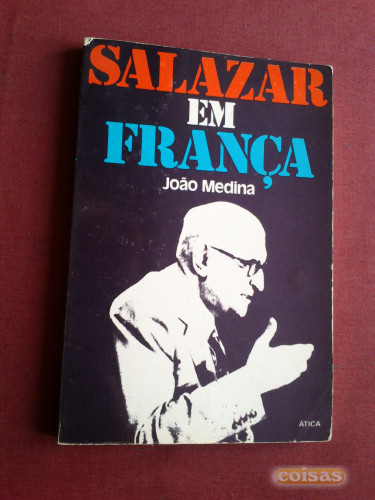 SALAZAR
EM
FRANÇA
João Medina
ÁTICA
coisas